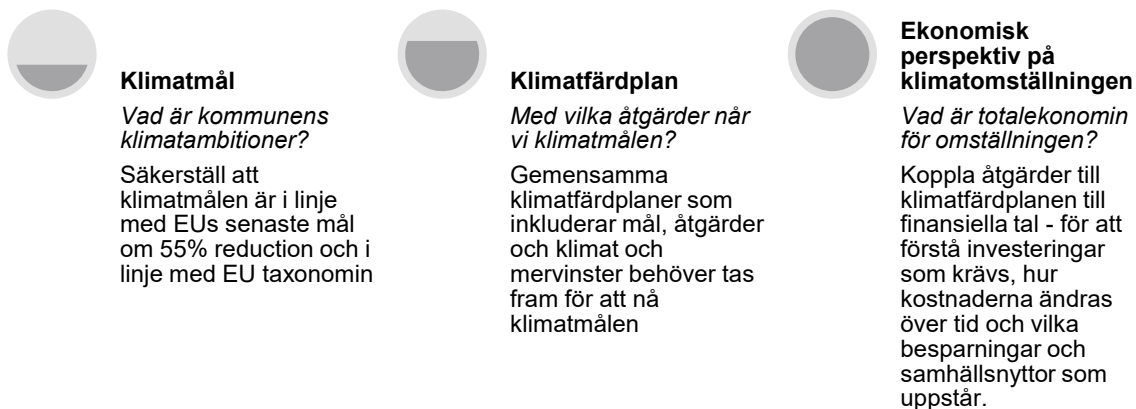 Klimatmål
Vad är kommunens
klimatambitioner?
Säkerställ att
klimatmålen är i linje
med EUs senaste mål
om 55% reduction och i
linje med EU taxonomin
Klimatfärdplan
Med vilka åtgärder når
vi klimatmålen?
Gemensamma
klimatfärdplaner som
inkluderar mål, åtgärder
och klimat och
mervinster behöver tas
fram för att nå
klimatmålen
Ekonomisk
perspektiv på
klimatomställningen
Vad är totalekonomin
för omställningen?
Koppla åtgärder till
klimatfärdplanen till
finansiella tal - för att
förstå investeringar
som krävs, hur
kostnaderna ändras
över tid och vilka
besparningar och
samhällsnyttor som
uppstår.